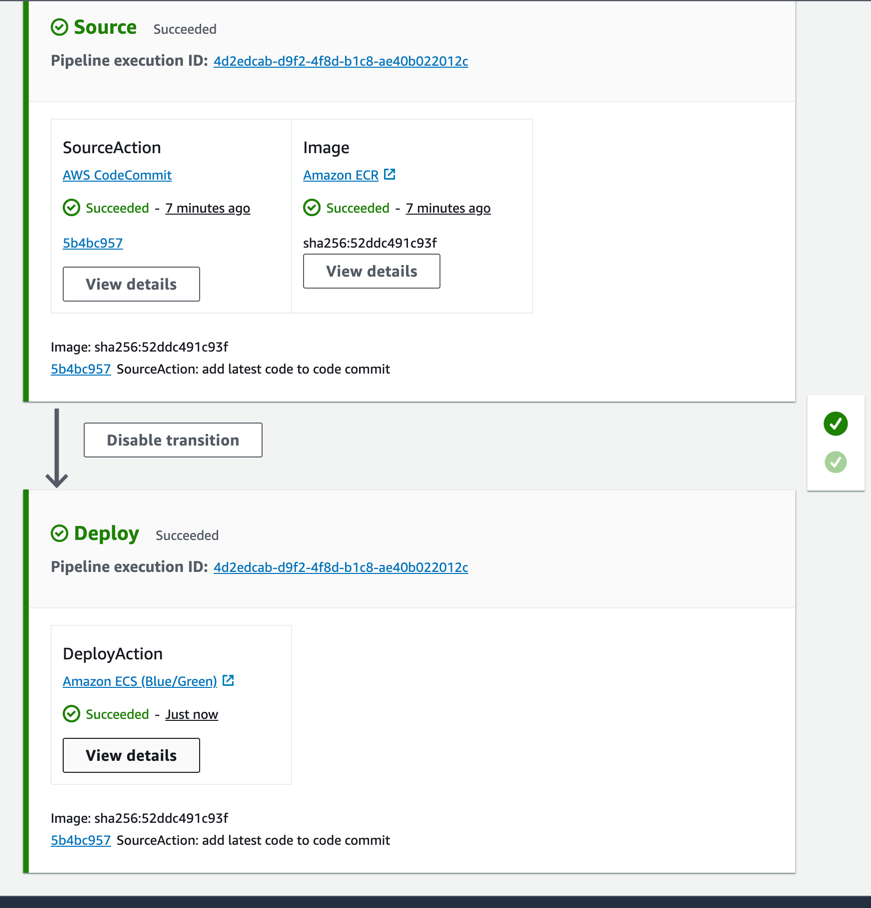 Source Succeeded
Pipeline execution ID: 4d2edcab-d9f2-4f8d-b1c8-ae40b022012c
SourceAction
AWS CodeCommit
Succeeded - 7 minutes ago
5b4bc957
View details
Image
Amazon ECR
Succeeded - 7 minutes ago
sha256:52ddc491c93f
View details
Image: sha256:52ddc491c93f
5b4bc957 SourceAction: add latest code to code commit
Disable transition
Deploy Succeeded
Pipeline execution ID: 4d2edcab-d9f2-4f8d-b1c8-ae40b022012c
DeployAction
Amazon ECS (Blue/Green)
Succeeded - Just now
View details
Image: sha256:52ddc491c93f
5b4bc957 SourceAction: add latest code to code commit